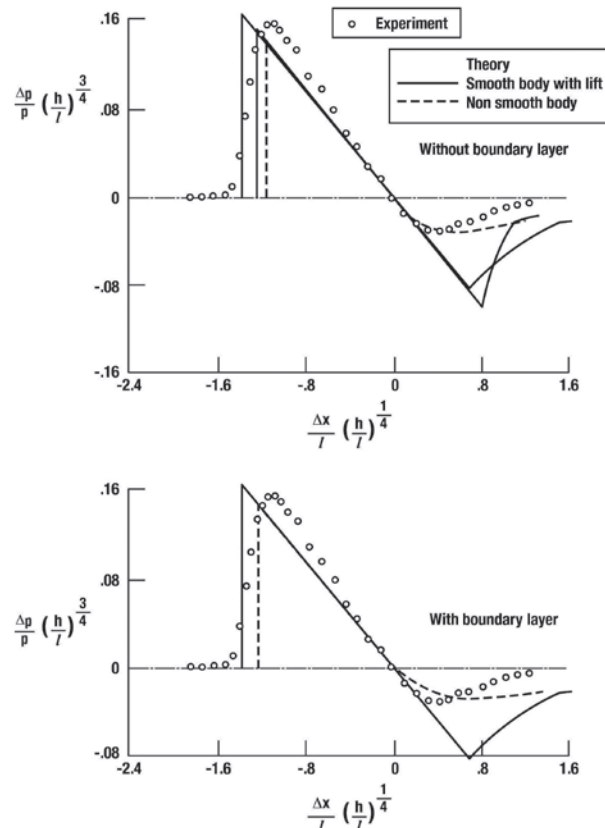 .16
Experiment
Theory
Smooth body with lift
Non smooth body
.08
Δp/p (h/l)^3/4
Without boundary layer
0
-.08
-.16
-2.4 -1.6 -.8 0 .8 1.6
Δx/l (h/l)^1/4
.16
.08
Δp/p (h/l)^3/4
With boundary layer
0
-.08
-2.4 -1.6 -.8 0 .8 1.6
Δx/l (h/l)^1/4